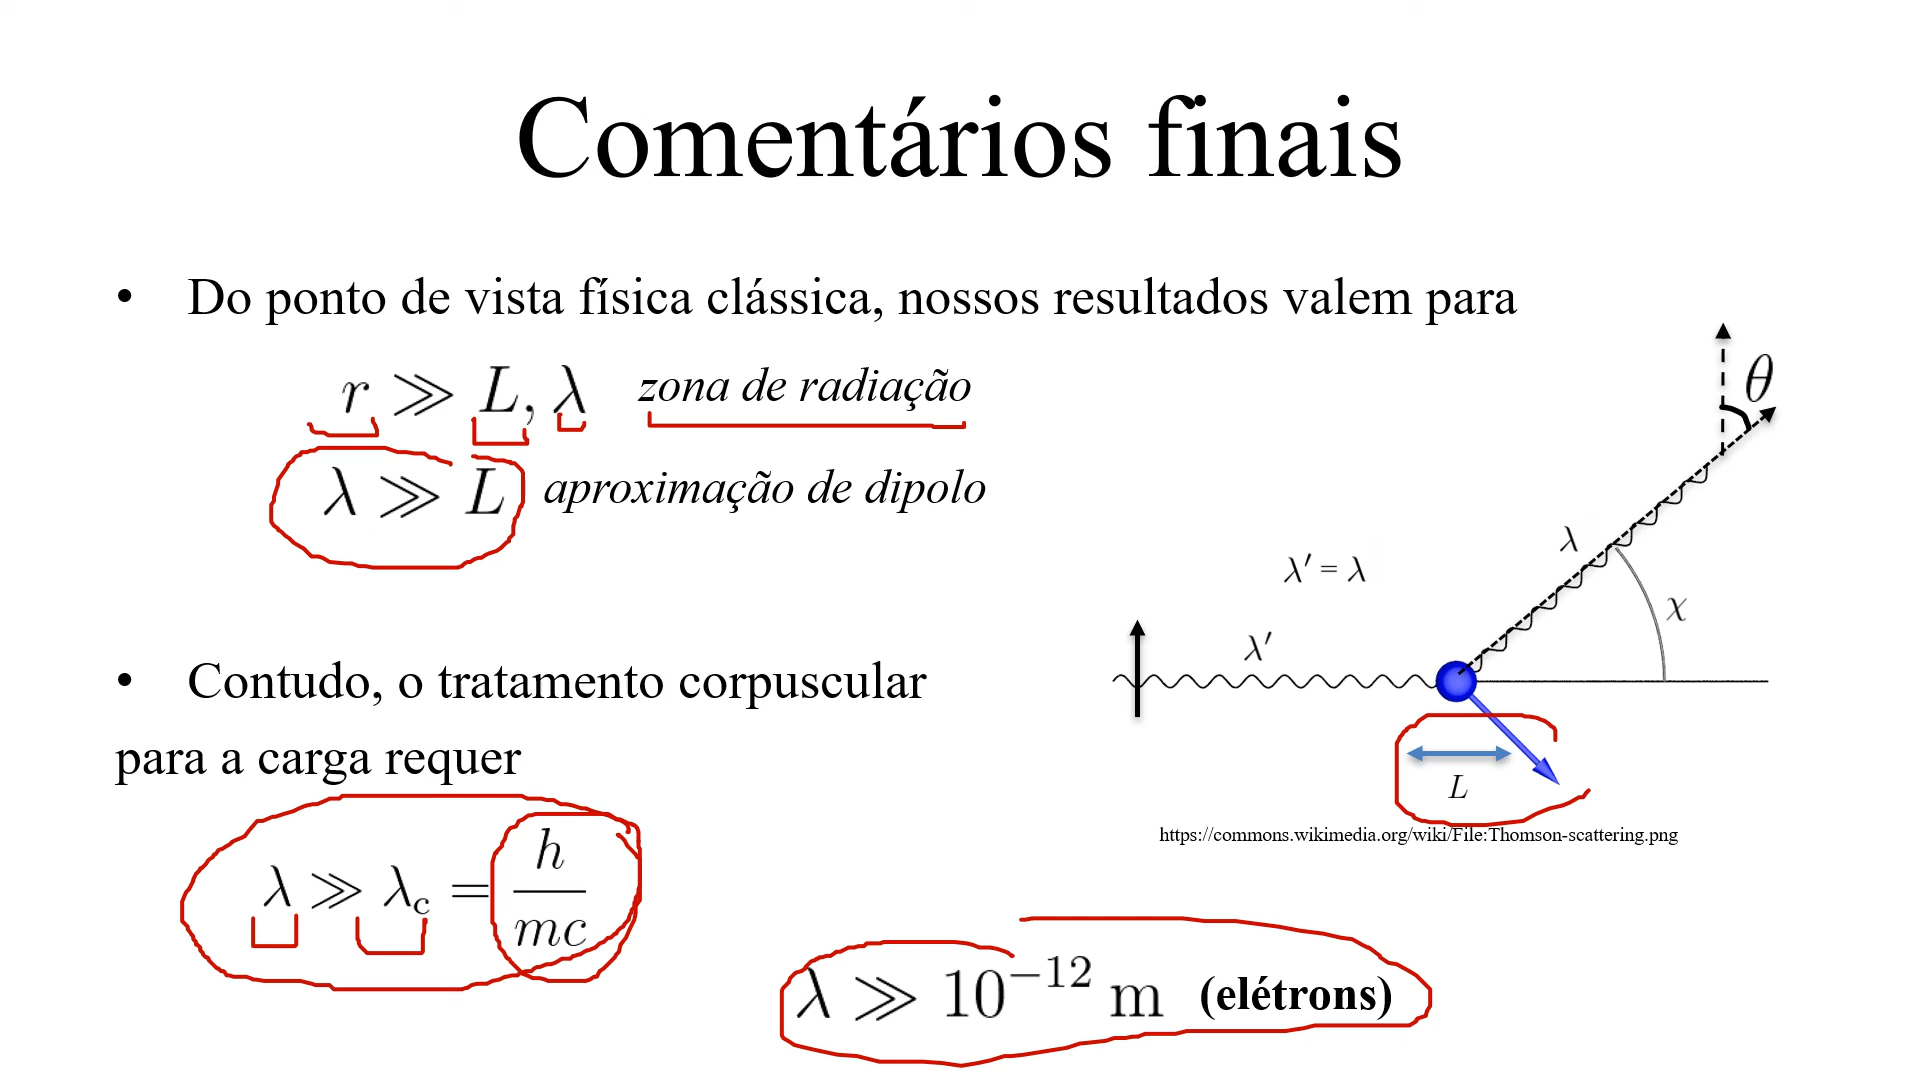 Comentários finais
• Do ponto de vista física clássica, nossos resultados valem para
r ≫ L, λ zona de radiação
λ ≫ L aproximação de dipolo
θ
λ
λ′ = λ
χ
λ′
L
https://commons.wikimedia.org/wiki/File:Thomson-scattering.png
• Contudo, o tratamento corpuscular
para a carga requer
λ ≫ λc = h/mc
λ ≫ 10⁻¹² m (elétrons)